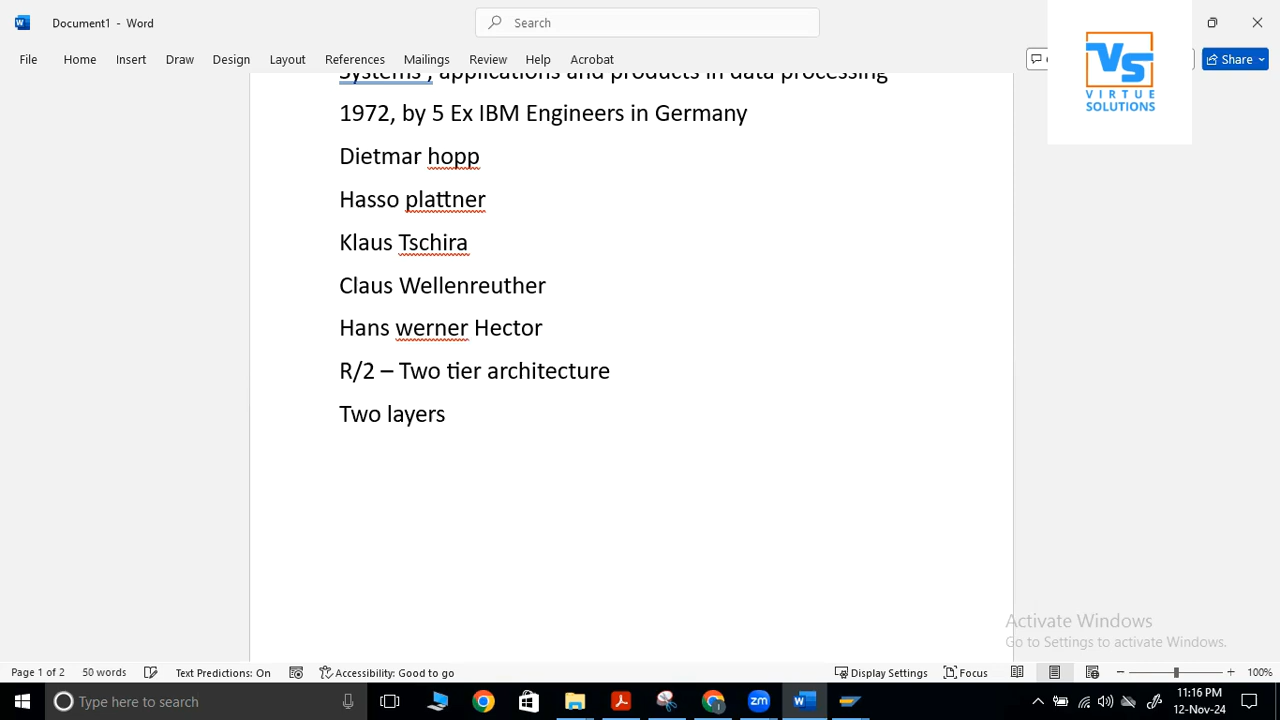 Document1 - Word
Search
VS
VIRTUE
SOLUTIONS
File Home Insert Draw Design Layout References Mailings Review Help Acrobat
Share
Systems , applications and products in data processing
1972, by 5 Ex IBM Engineers in Germany
Dietmar hopp
Hasso plattner
Klaus Tschira
Claus Wellenreuther
Hans werner Hector
R/2 – Two tier architecture
Two layers
Activate Windows
Go to Settings to activate Windows.
Page 1 of 2 50 words Text Predictions: On Accessibility: Good to go Display Settings Focus 100%
Type here to search
11:16 PM
12-Nov-24